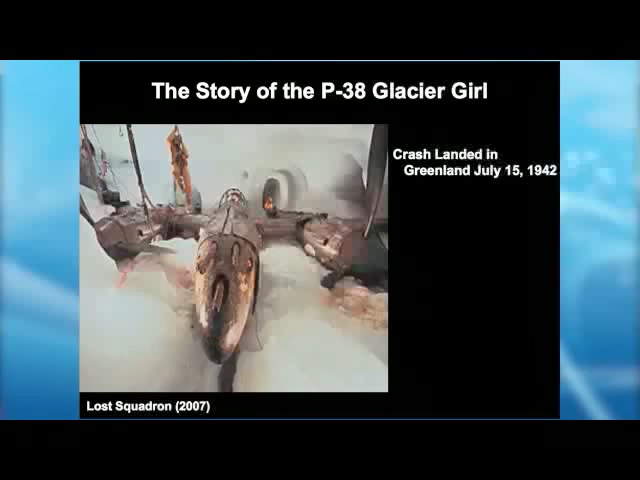 The Story of the P-38 Glacier Girl
Crash Landed in
Greenland July 15, 1942
Lost Squadron (2007)